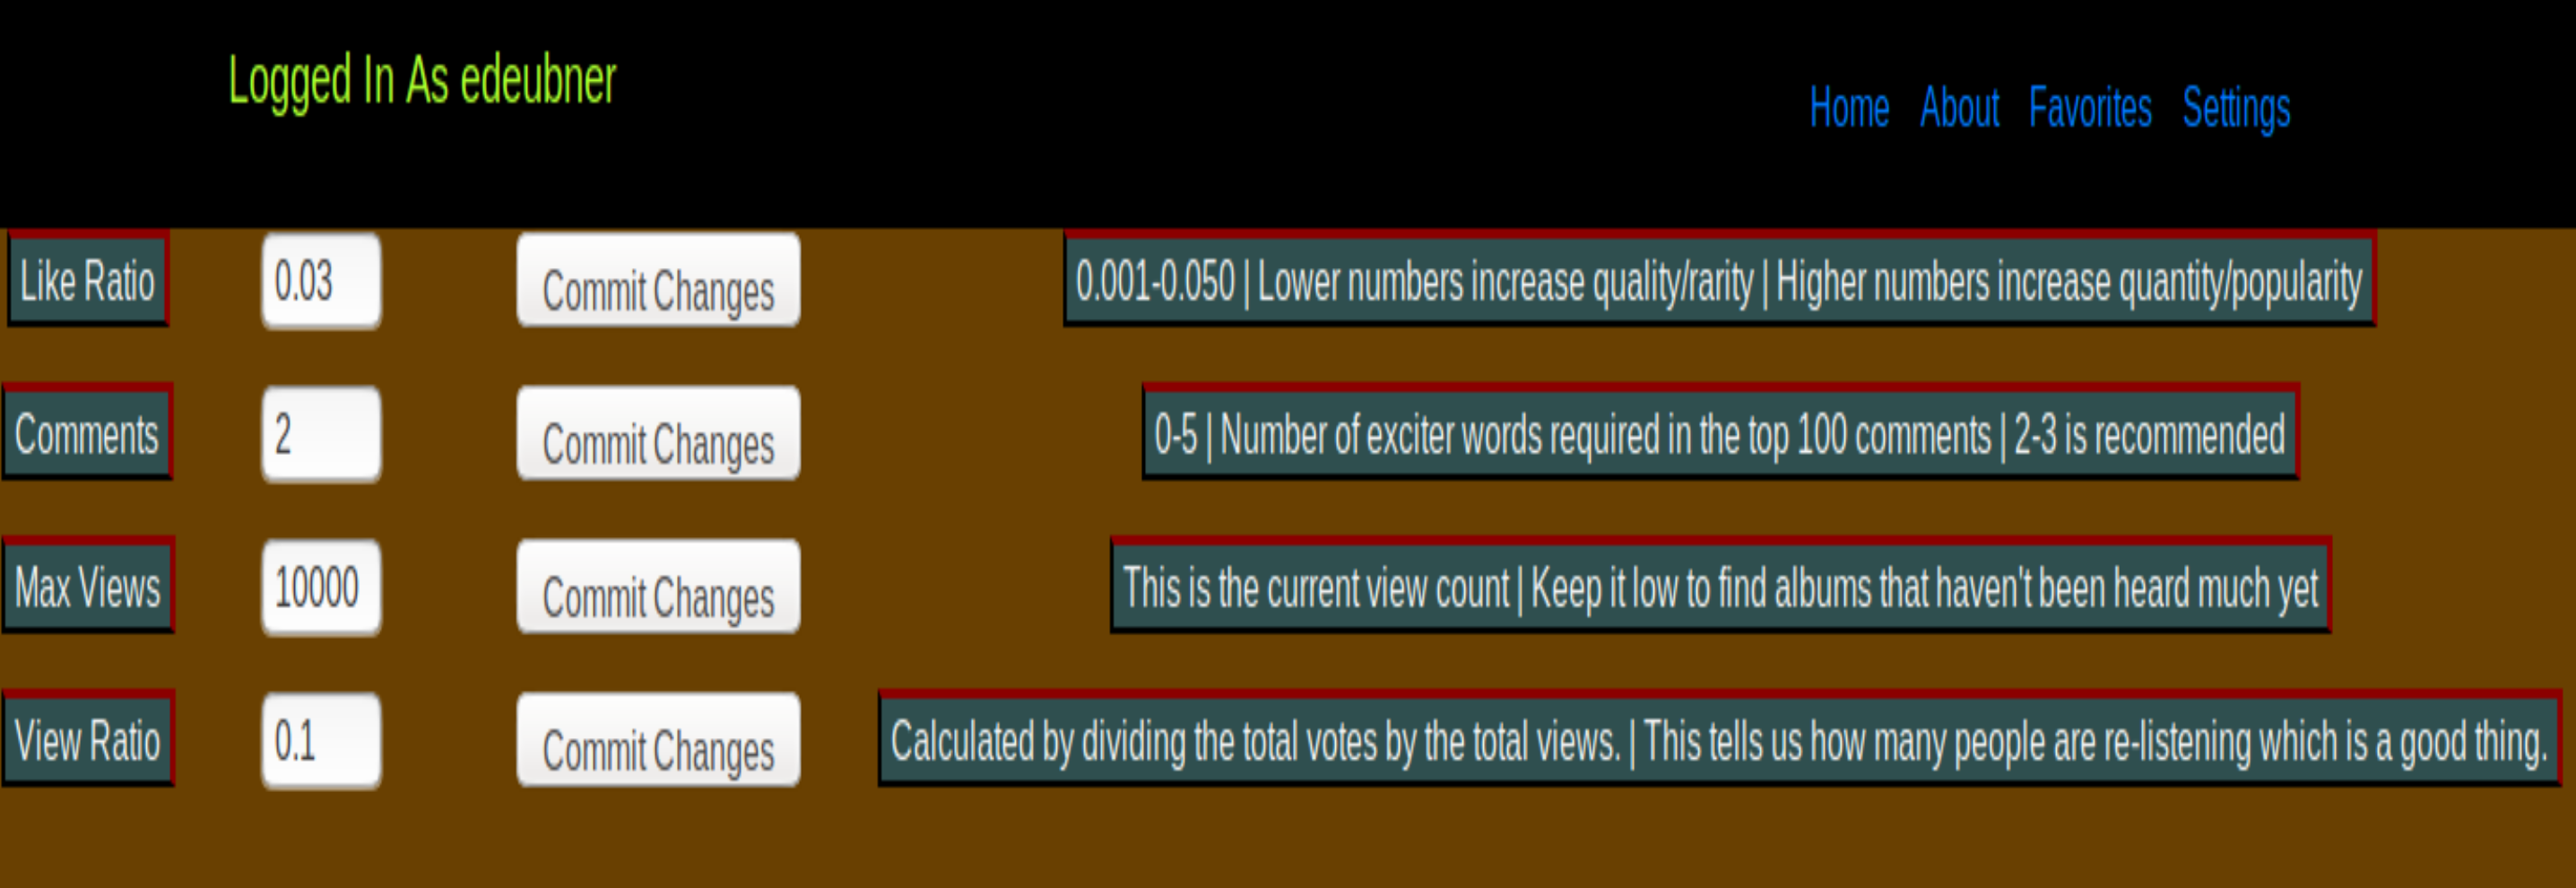 Logged In As edeubner
Home About Favorites Settings
Like Ratio 0.03 Commit Changes 0.001-0.050 | Lower numbers increase quality/rarity | Higher numbers increase quantity/popularity
Comments 2 Commit Changes 0-5 | Number of exciter words required in the top 100 comments | 2-3 is recommended
Max Views 10000 Commit Changes This is the current view count | Keep it low to find albums that haven't been heard much yet
View Ratio 0.1 Commit Changes Calculated by dividing the total votes by the total views. | This tells us how many people are re-listening which is a good thing.